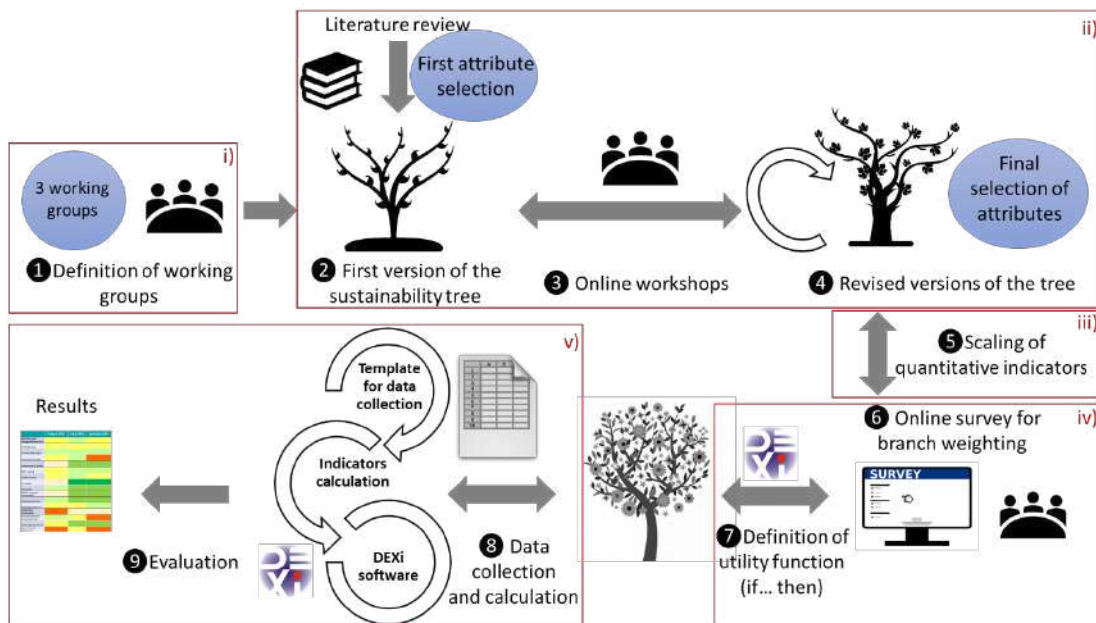 i)
3 working
groups
❶ Definition of working
groups
ii)
Literature review
First attribute
selection
❷ First version of the
sustainability tree
❸ Online workshops
Final
selection of
attributes
❹ Revised versions of the tree
iii)
❺ Scaling of
quantitative indicators
iv)
❻ Online survey for
branch weighting
SURVEY
DEXi
❼ Definition of
utility function
(if... then)
v)
Template
for data
collection
Indicators
calculation
DEXi
software
DEXi
❽ Data
collection
and calculation
❾ Evaluation
Results